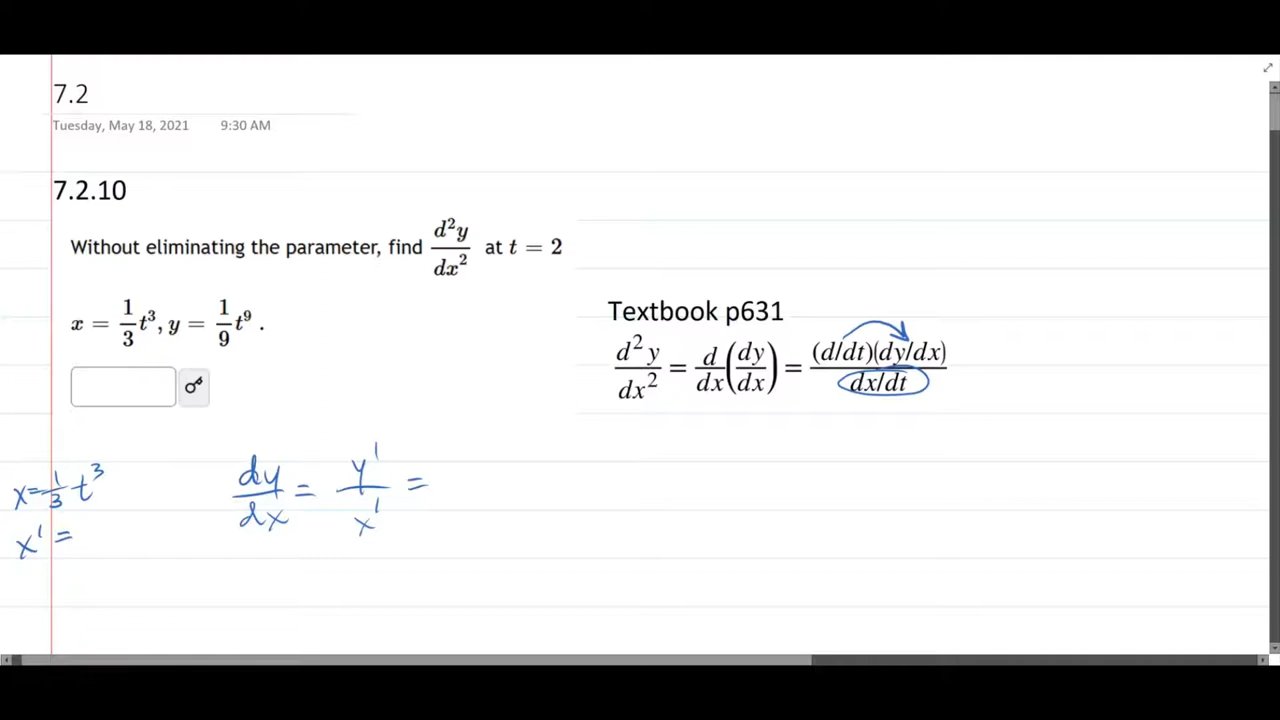 7.2
Tuesday, May 18, 2021 9:30 AM
7.2.10
Without eliminating the parameter, find d²y/dx² at t = 2
x = 1/3 t³, y = 1/9 t⁹ .
Textbook p631
d²y/dx² = d/dx (dy/dx) = (d/dt)(dy/dx)/dx/dt
x = 1/3 t³
x' =
dy/dx = y'/x' =